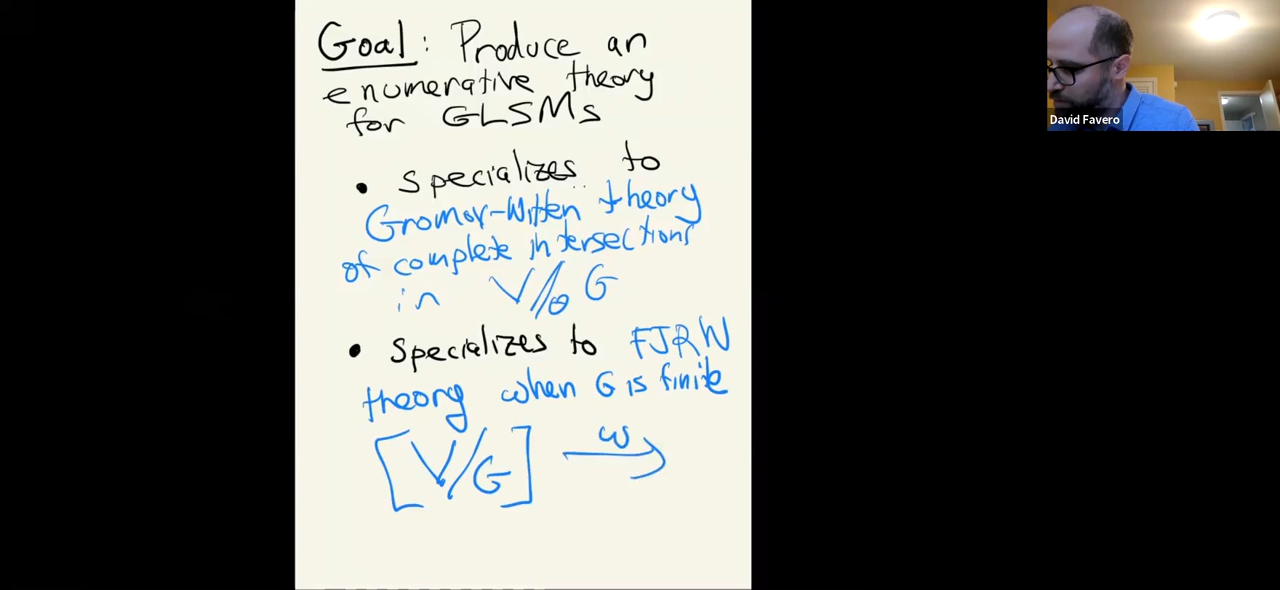 Goal: Produce an
enumerative theory
for GLSMs
• Specializes to
Gromov-Witten theory
of complete intersections
in V//θ G
• Specializes to FJRW
theory when G is finite
[V/G] w→
David Favero